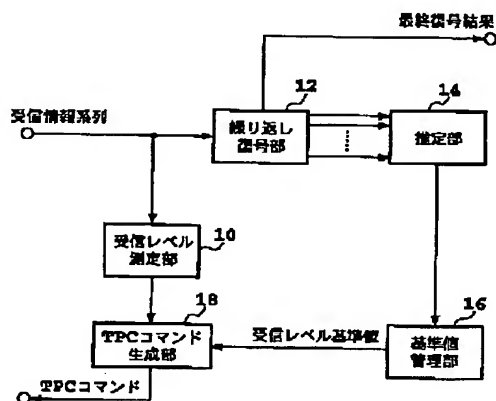 最終復号結果
12
14
受信情報系列
繰り返し
復号部
推定部
10
受信レベル
測定部
18
16
TPCコマンド
生成部
受信レベル基準値
基準値
管理部
TPCコマンド